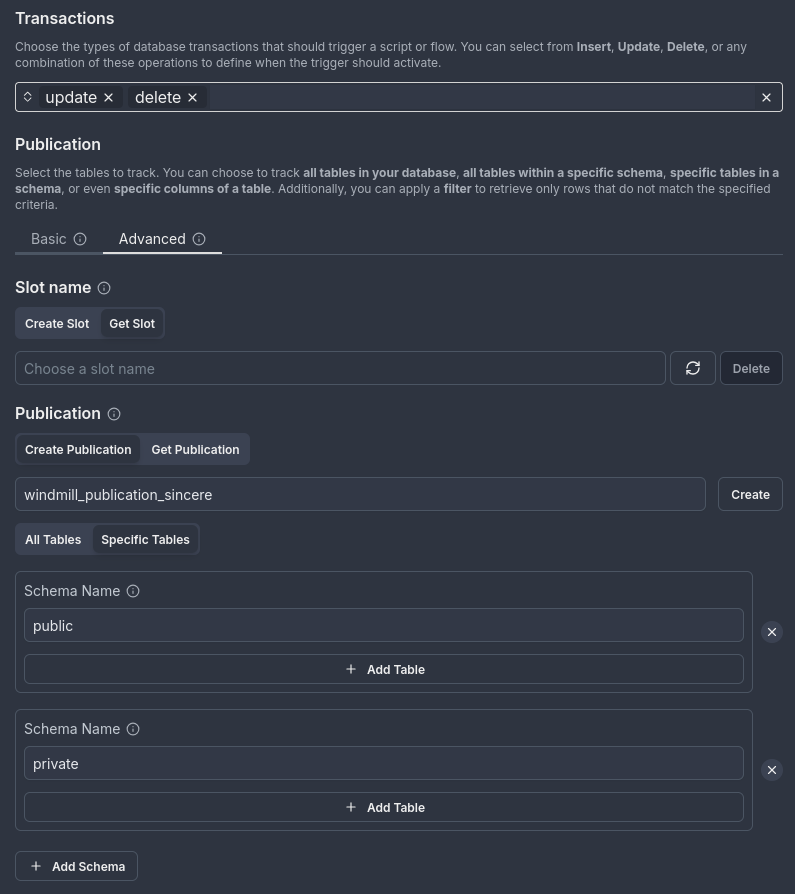 Transactions
Choose the types of database transactions that should trigger a script or flow. You can select from Insert, Update, Delete, or any
combination of these operations to define when the trigger should activate.
update delete
Publication
Select the tables to track. You can choose to track all tables in your database, all tables within a specific schema, specific tables in a
schema, or even specific columns of a table. Additionally, you can apply a filter to retrieve only rows that do not match the specified
criteria.
Basic Advanced
Slot name
Create Slot Get Slot
Choose a slot name Delete
Publication
Create Publication Get Publication
windmill_publication_sincere Create
All Tables Specific Tables
Schema Name
public
Add Table
Schema Name
private
Add Table
Add Schema